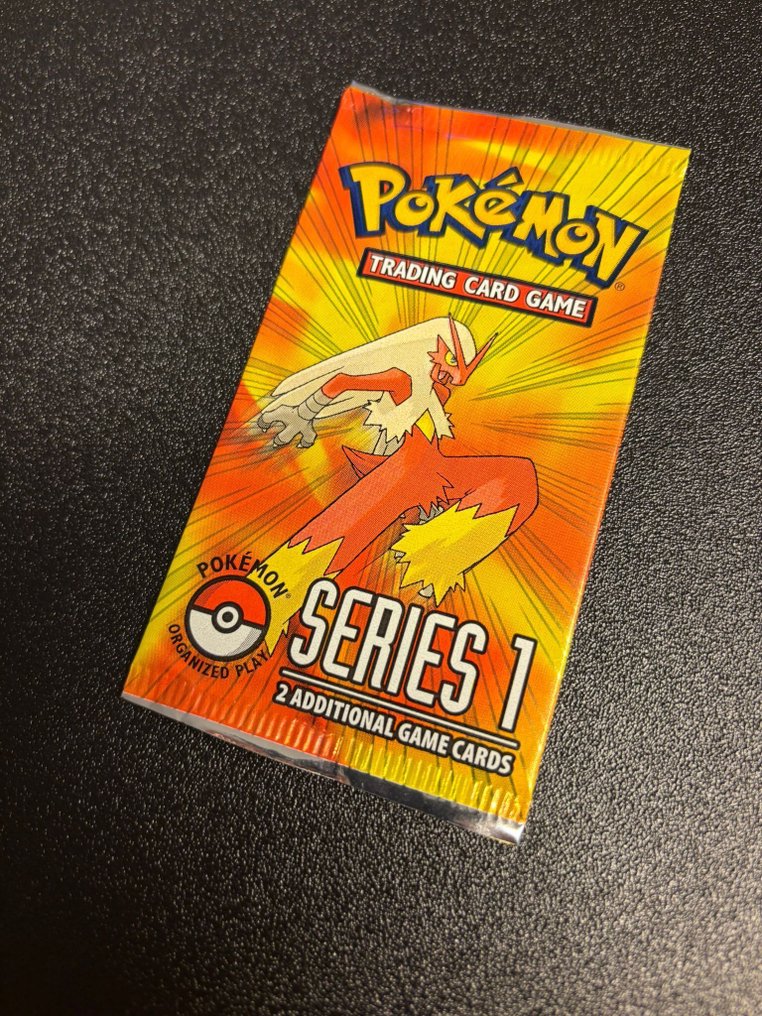 POKÉMON
®
TRADING CARD GAME
POKÉMON®
ORGANIZED PLAY
SERIES 1
2 ADDITIONAL GAME CARDS